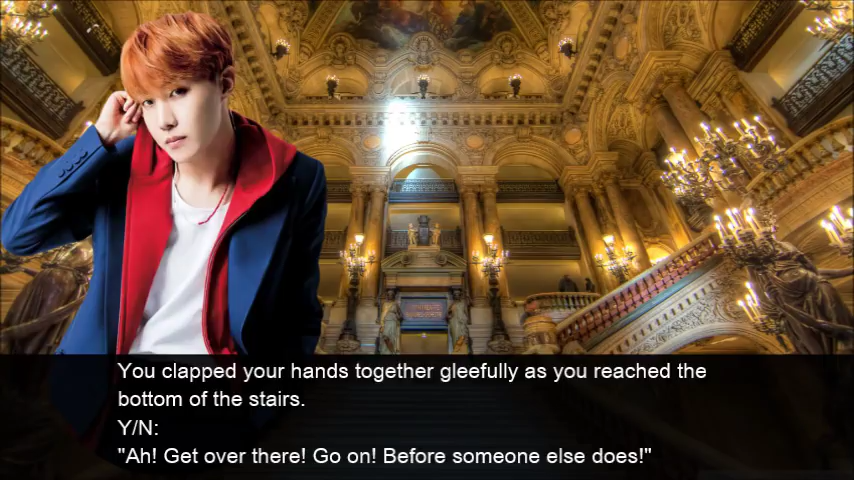 You clapped your hands together gleefully as you reached the
bottom of the stairs.
Y/N:
"Ah! Get over there! Go on! Before someone else does!"